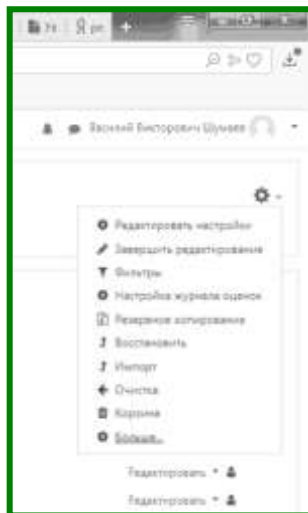 Василий Викторович Шумаев
Редактировать настройки
Завершить редактирование
Фильтры
Настройка журнала оценок
Резервное копирование
Восстановить
Импорт
Очистка
Корзина
Больше...
Редактировать
Редактировать